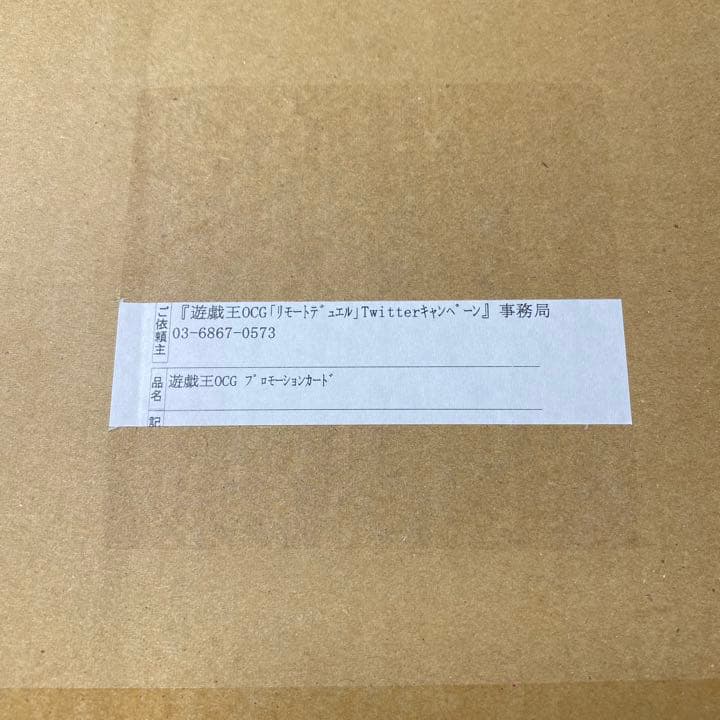 ご依頼主
『遊戯王OCG｢ﾘﾓｰﾄﾃﾞｭｴﾙ｣Twitterｷｬﾝﾍﾟｰﾝ』事務局
03-6867-0573
品名
遊戯王OCG ﾌﾟﾛﾓｰｼｮﾝｶｰﾄﾞ
記